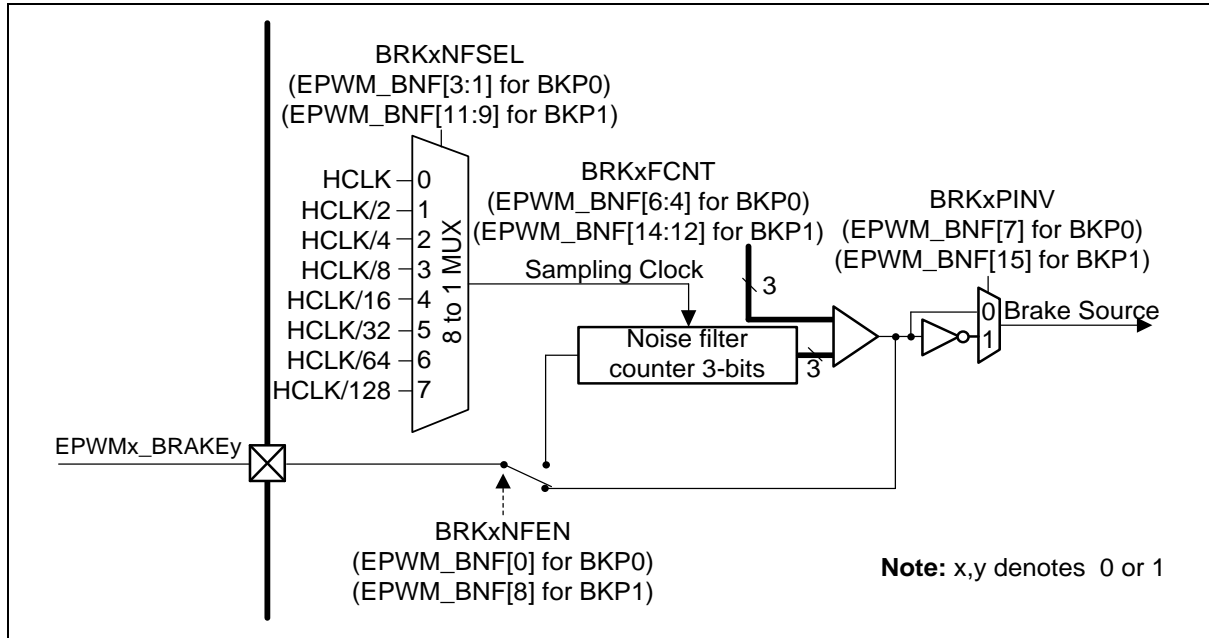 BRKxNFSEL
(EPWM_BNF[3:1] for BKP0)
(EPWM_BNF[11:9] for BKP1)
HCLK 0
HCLK/2 1
HCLK/4 2
HCLK/8 3
HCLK/16 4
HCLK/32 5
HCLK/64 6
HCLK/128 7
8 to 1 MUX
BRKxFCNT
(EPWM_BNF[6:4] for BKP0)
(EPWM_BNF[14:12] for BKP1)
Sampling Clock
3
Noise filter
counter 3-bits
3
BRKxPINV
(EPWM_BNF[7] for BKP0)
(EPWM_BNF[15] for BKP1)
0
1
Brake Source
EPWMx_BRAKEy
BRKxNFEN
(EPWM_BNF[0] for BKP0)
(EPWM_BNF[8] for BKP1)
Note: x,y denotes 0 or 1